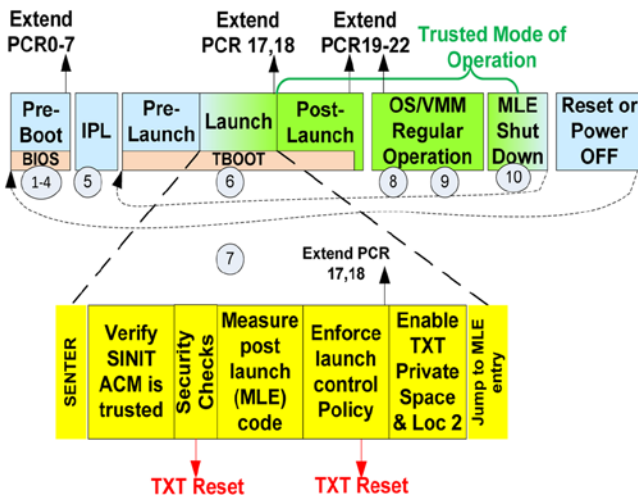 Extend
PCR0-7
Extend
PCR 17,18
Extend
PCR19-22
Trusted Mode of
Operation
Pre-
Boot
BIOS
IPL
Pre-
Launch
Launch
Post-
Launch
TBOOT
OS/VMM
Regular
Operation
MLE
Shut
Down
Reset or
Power
OFF
1-4
5
6
8
9
10
7
Extend PCR
17,18
SENTER
Verify
SINIT
ACM is
trusted
Security
Checks
Measure
post
launch
(MLE)
code
Enforce
launch
control
Policy
Enable
TXT
Private
Space
& Loc 2
Jump to MLE
entry
TXT Reset
TXT Reset